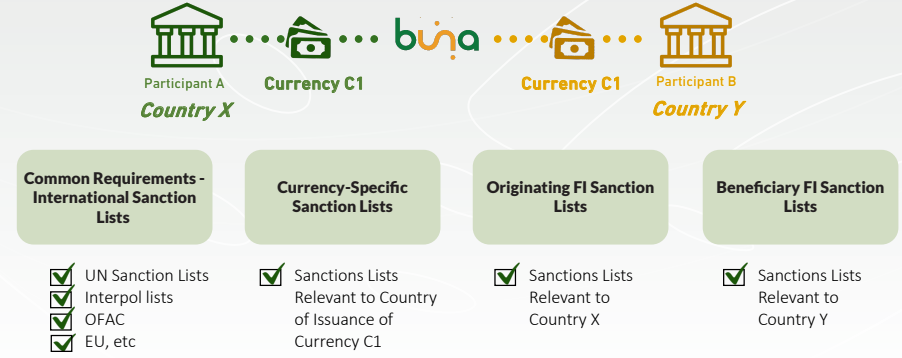 buna
Participant A
Currency C1
Currency C1
Participant B
Country X
Country Y
Common Requirements -
International Sanction
Lists
Currency-Specific
Sanction Lists
Originating FI Sanction
Lists
Beneficiary FI Sanction
Lists
UN Sanction Lists
Interpol lists
OFAC
EU, etc
Sanctions Lists
Relevant to Country
of Issuance of
Currency C1
Sanctions Lists
Relevant to
Country X
Sanctions Lists
Relevant to
Country Y